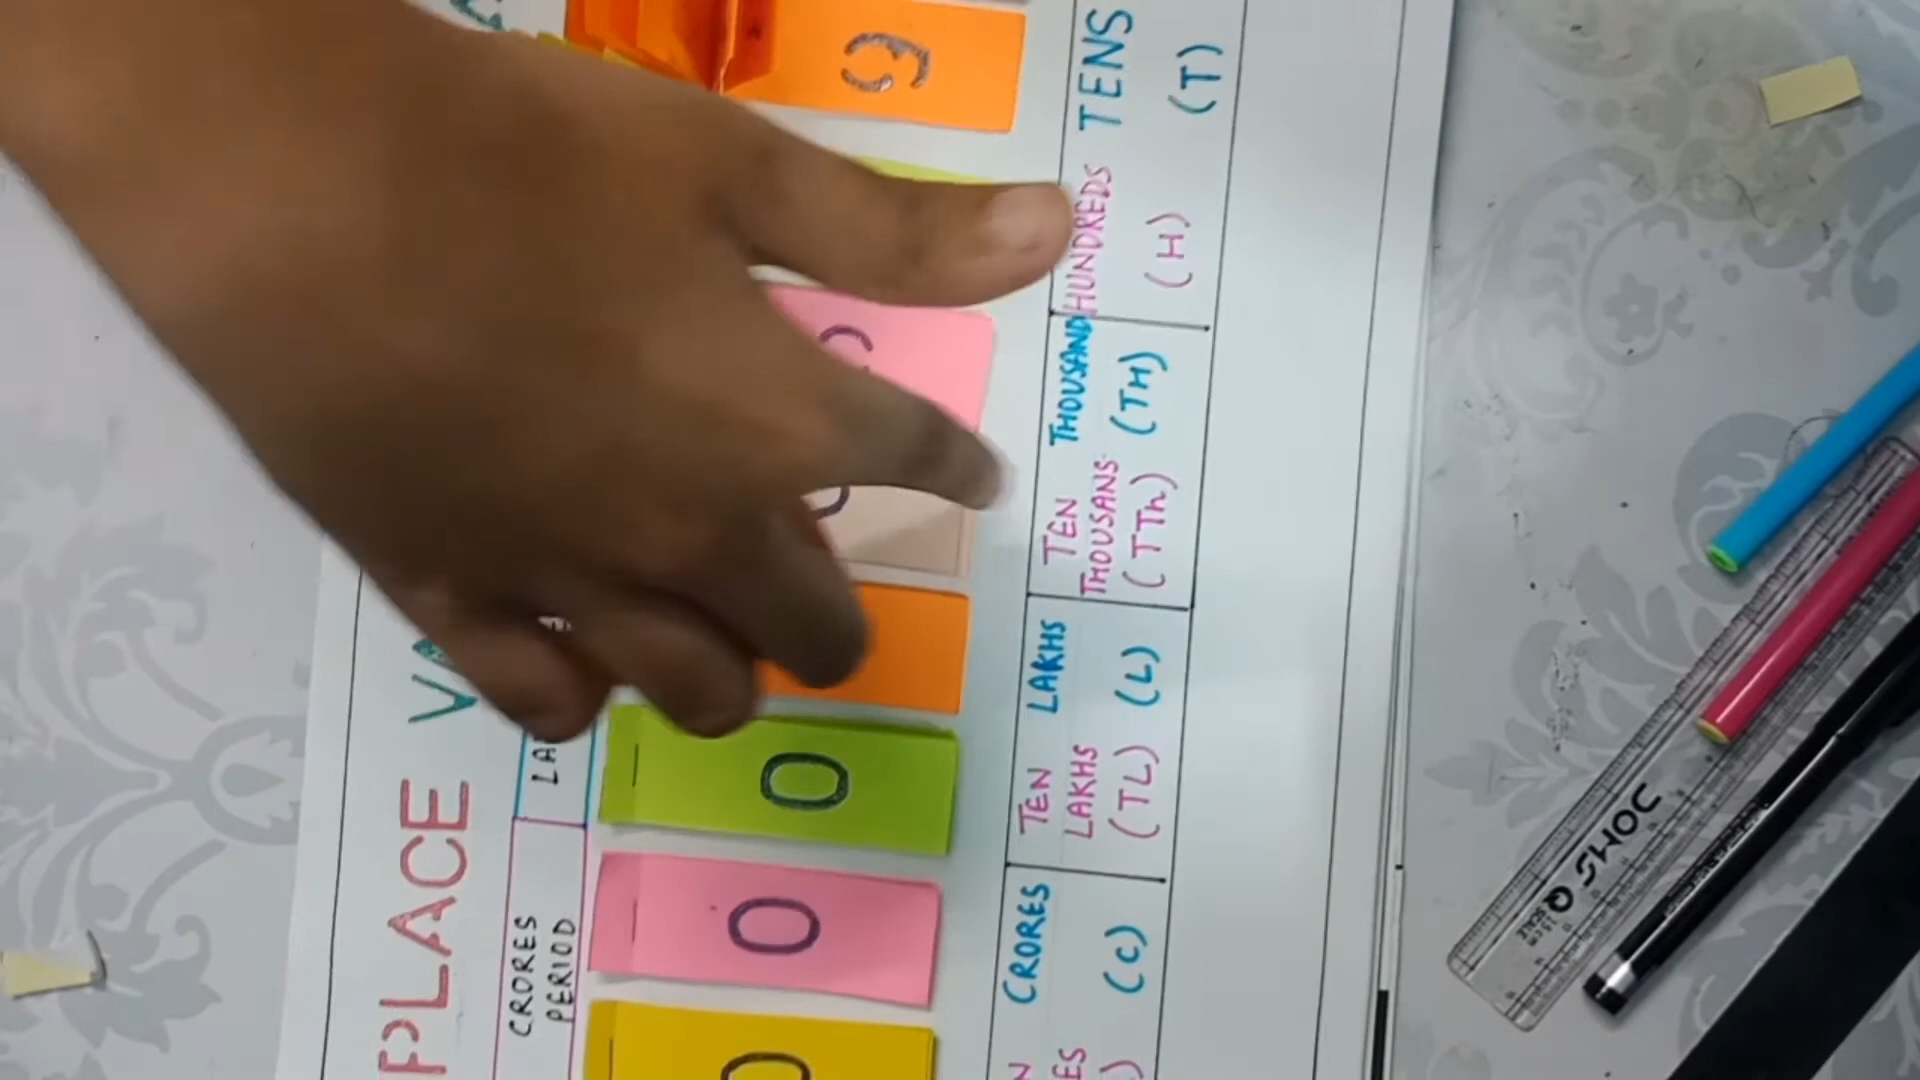 PLACE
CRORES
PERIOD
LA
0
0
CRORES
(C)
TEN
LAKHS
(TL)
LAKHS
(L)
TEN
THOUSANS
(TTh)
THOUSAND
(TH)
HUNDREDS
(H)
TENS
(T)
DOMS